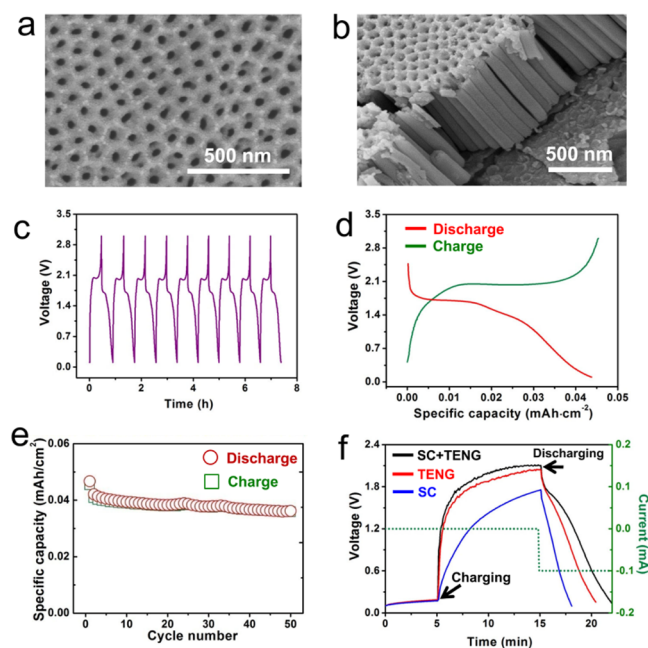 a
500 nm
b
500 nm
c
3.5
2.8
2.1
1.4
0.7
0.0
Voltage (V)
0 2 4 6 8
Time (h)
d
Discharge
Charge
3.5
2.8
2.1
1.4
0.7
0.0
Voltage (V)
0.00 0.01 0.02 0.03 0.04 0.05
Specific capacity (mAh·cm⁻²)
e
Discharge
Charge
0.06
0.04
0.02
0.00
Specific capacity (mAh/cm²)
0 10 20 30 40 50
Cycle number
f
SC+TENG
TENG
SC
Discharging
Charging
2.4
1.8
1.2
0.6
0.0
Voltage (V)
0.2
0.1
0.0
-0.1
-0.2
Current (mA)
0 5 10 15 20
Time (min)